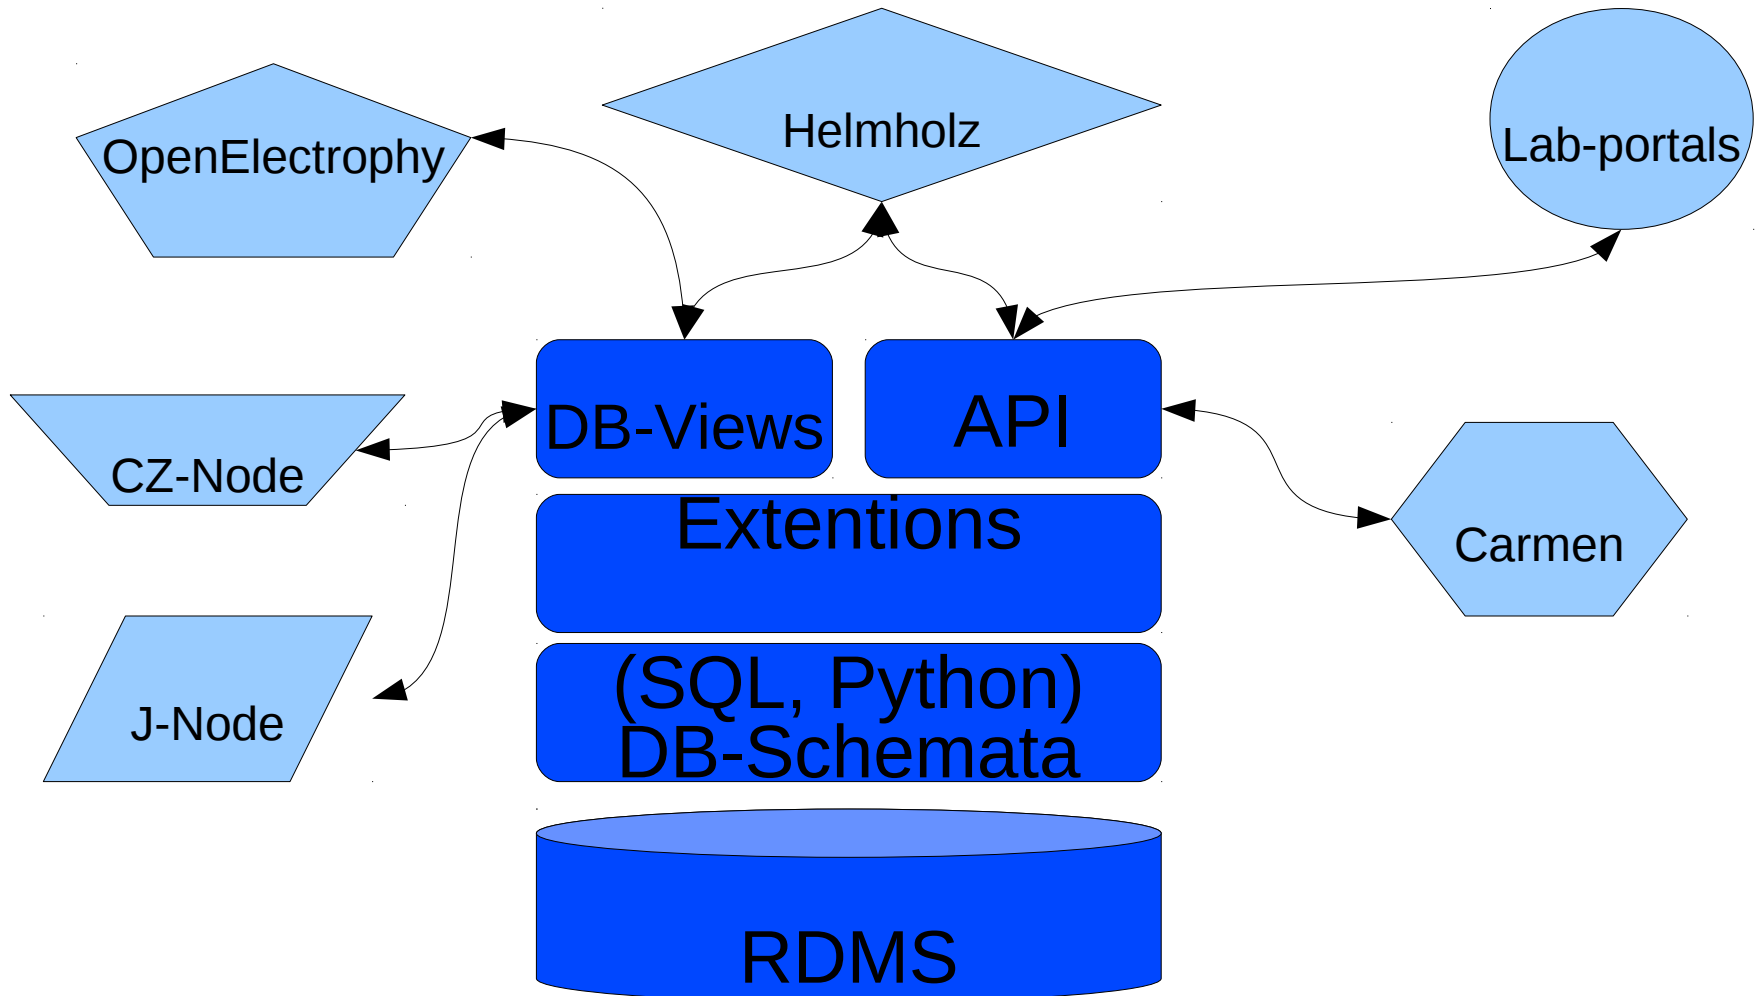 Helmholz
Lab-portals
OpenElectrophy
DB-Views
API
CZ-Node
Extentions
Carmen
(SQL, Python)
DB-Schemata
J-Node
RDMS